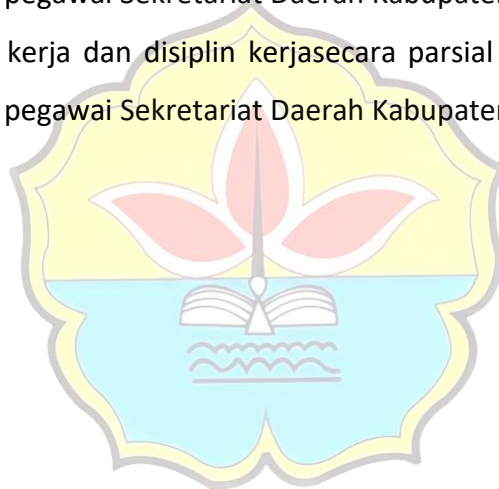 pegawai Sekretariat Daerah Kabupaten
kerja dan disiplin kerjasecara parsial
pegawai Sekretariat Daerah Kabupaten